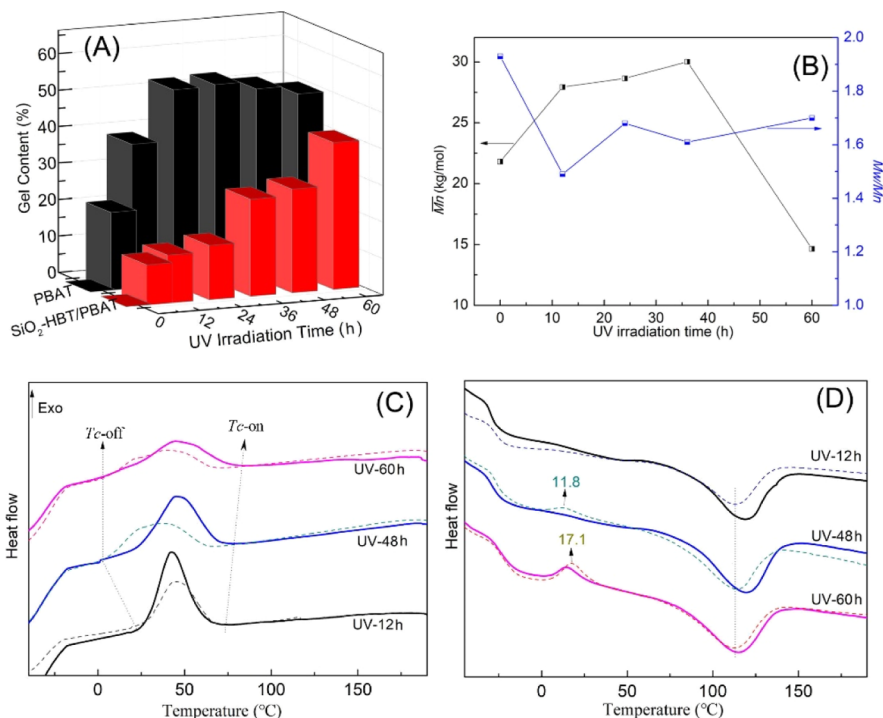 (A)
Gel Content (%)
60
50
40
30
20
10
0
PBAT
SiO2-HBT/PBAT
0
12
24
36
48
60
UV Irradiation Time (h)
(B)
M̅n (kg/mol)
30
25
20
15
10
2.0
1.8
1.6
1.4
1.2
1.0
Mw/Mn
0 10 20 30 40 50 60
UV irradiation time (h)
(C)
Exo
Tc-off
Tc-on
UV-60h
UV-48h
UV-12h
Heat flow
0 50 100 150
Temperature (℃)
(D)
UV-12h
11.8
UV-48h
17.1
UV-60h
Heat flow
0 50 100 150
Temperature (℃)